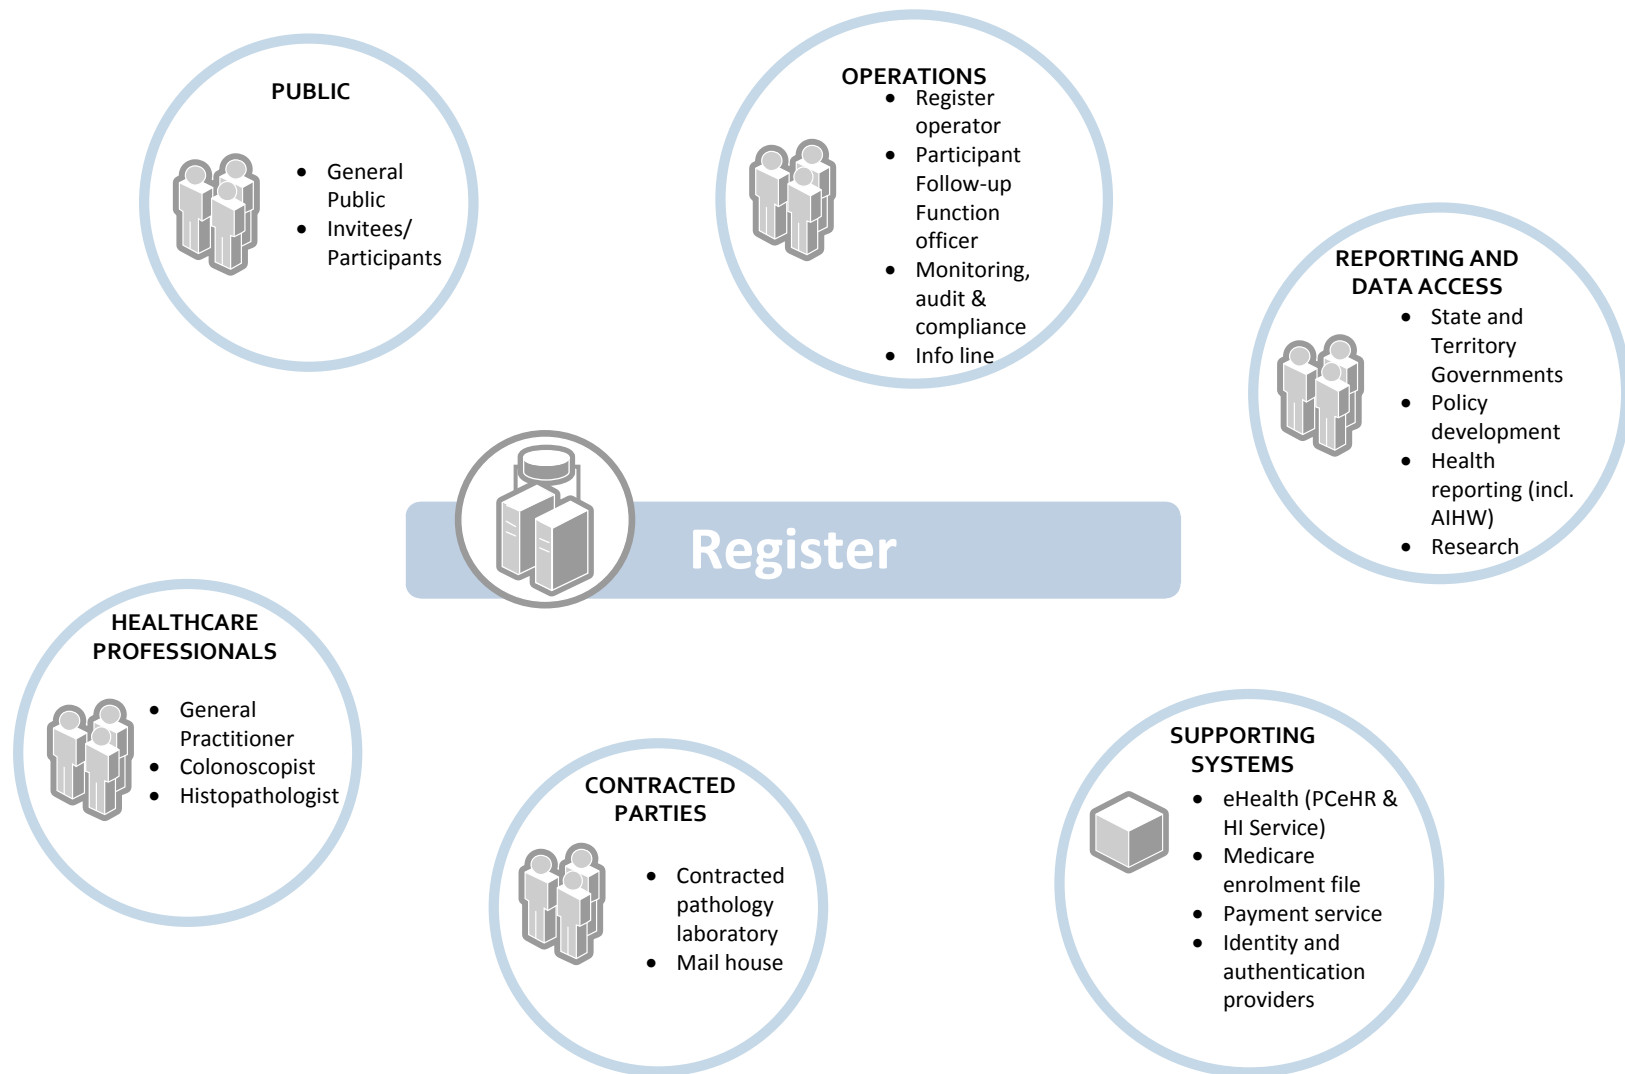 PUBLIC
• General
Public
• Invitees/
Participants
OPERATIONS
• Register
operator
• Participant
Follow-up
Function
officer
• Monitoring,
audit &
compliance
• Info line
REPORTING AND
DATA ACCESS
• State and
Territory
Governments
• Policy
development
• Health
reporting (incl.
AIHW)
• Research
Register
HEALTHCARE
PROFESSIONALS
• General
Practitioner
• Colonoscopist
• Histopathologist
CONTRACTED
PARTIES
• Contracted
pathology
laboratory
• Mail house
SUPPORTING
SYSTEMS
• eHealth (PCeHR &
HI Service)
• Medicare
enrolment file
• Payment service
• Identity and
authentication
providers